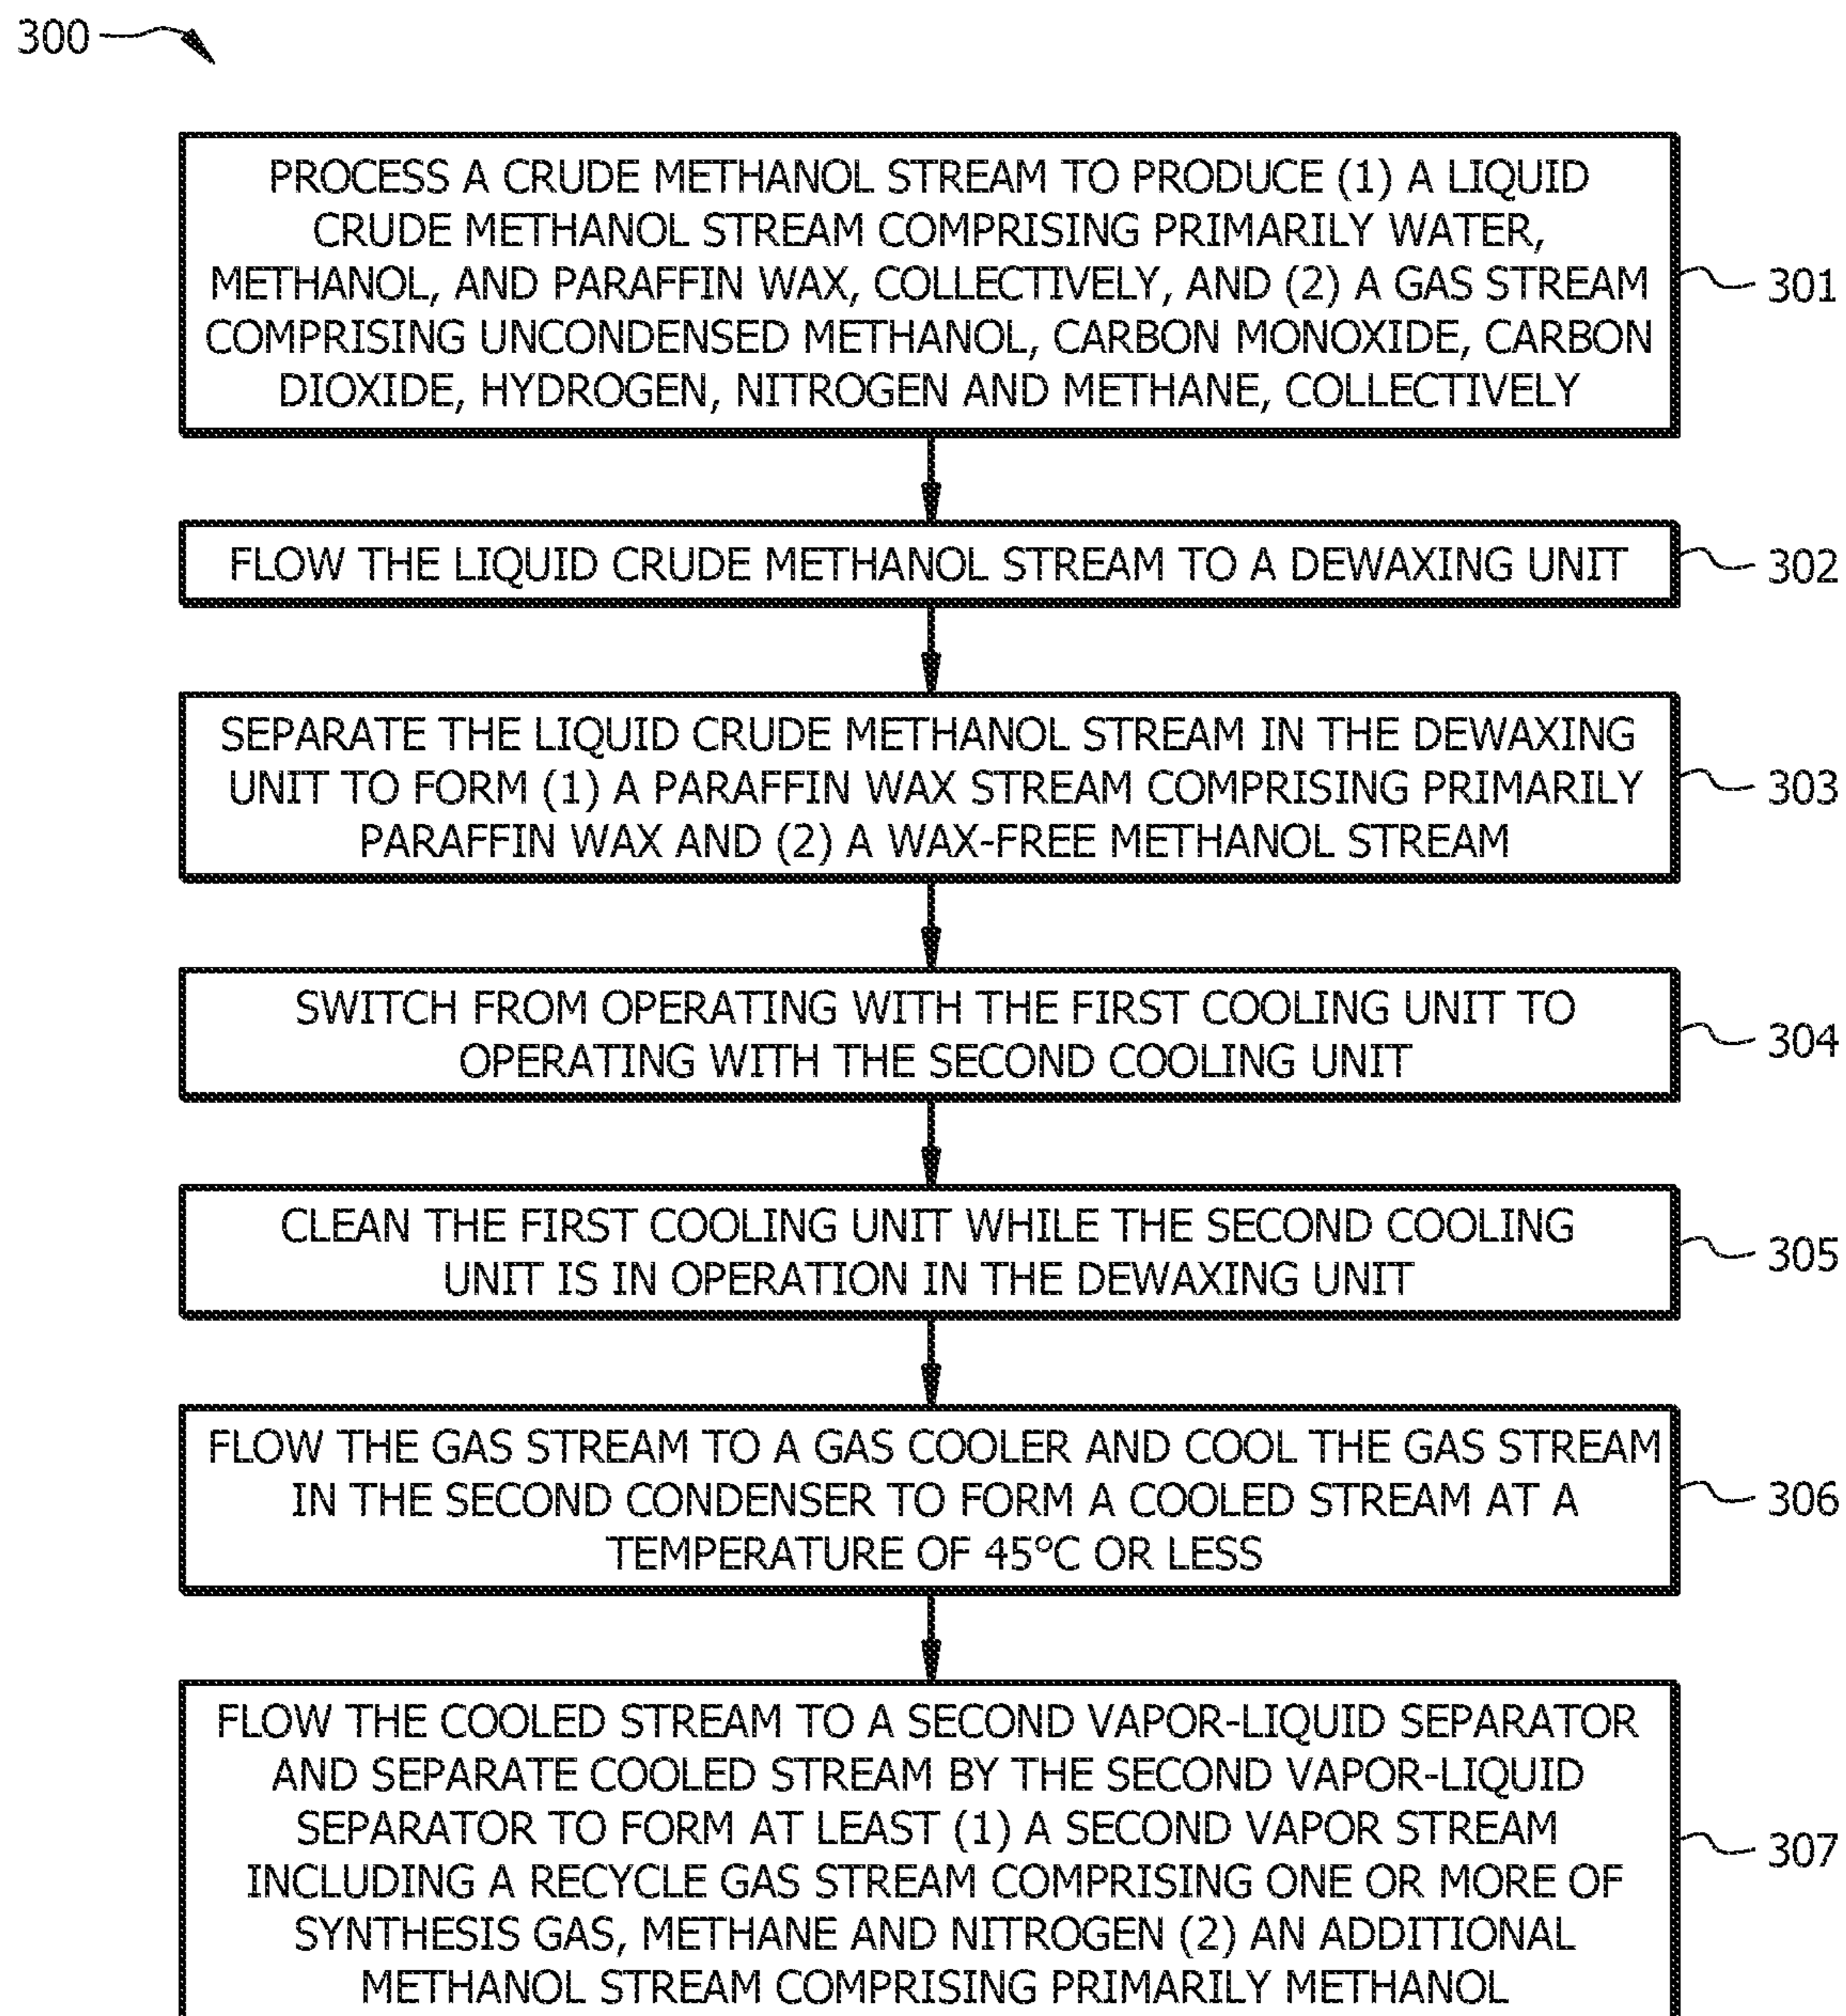 300
PROCESS A CRUDE METHANOL STREAM TO PRODUCE (1) A LIQUID
CRUDE METHANOL STREAM COMPRISING PRIMARILY WATER,
METHANOL, AND PARAFFIN WAX, COLLECTIVELY, AND (2) A GAS STREAM
COMPRISING UNCONDENSED METHANOL, CARBON MONOXIDE, CARBON
DIOXIDE, HYDROGEN, NITROGEN AND METHANE, COLLECTIVELY
301
FLOW THE LIQUID CRUDE METHANOL STREAM TO A DEWAXING UNIT
302
SEPARATE THE LIQUID CRUDE METHANOL STREAM IN THE DEWAXING
UNIT TO FORM (1) A PARAFFIN WAX STREAM COMPRISING PRIMARILY
PARAFFIN WAX AND (2) A WAX-FREE METHANOL STREAM
303
SWITCH FROM OPERATING WITH THE FIRST COOLING UNIT TO
OPERATING WITH THE SECOND COOLING UNIT
304
CLEAN THE FIRST COOLING UNIT WHILE THE SECOND COOLING
UNIT IS IN OPERATION IN THE DEWAXING UNIT
305
FLOW THE GAS STREAM TO A GAS COOLER AND COOL THE GAS STREAM
IN THE SECOND CONDENSER TO FORM A COOLED STREAM AT A
TEMPERATURE OF 45°C OR LESS
306
FLOW THE COOLED STREAM TO A SECOND VAPOR-LIQUID SEPARATOR
AND SEPARATE COOLED STREAM BY THE SECOND VAPOR-LIQUID
SEPARATOR TO FORM AT LEAST (1) A SECOND VAPOR STREAM
INCLUDING A RECYCLE GAS STREAM COMPRISING ONE OR MORE OF
SYNTHESIS GAS, METHANE AND NITROGEN (2) AN ADDITIONAL
METHANOL STREAM COMPRISING PRIMARILY METHANOL
307